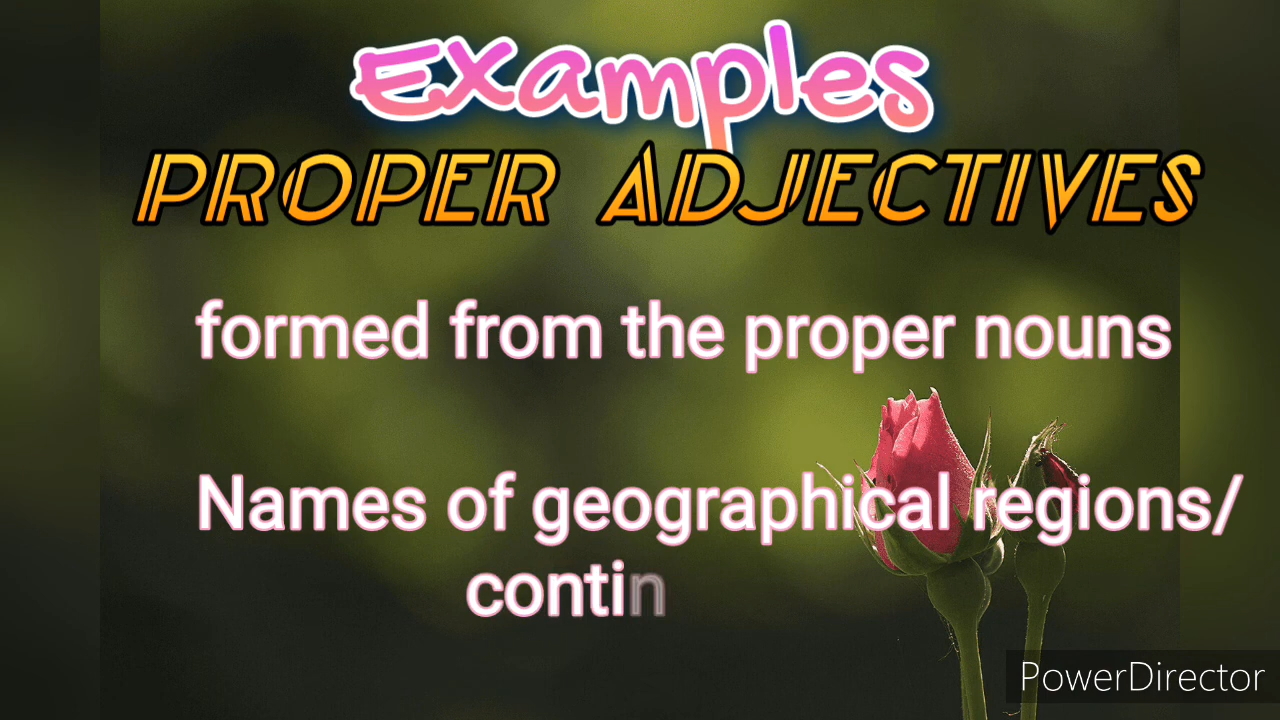 Examples
PROPER ADJECTIVES
formed from the proper nouns
Names of geographical regions/
contin
PowerDirector